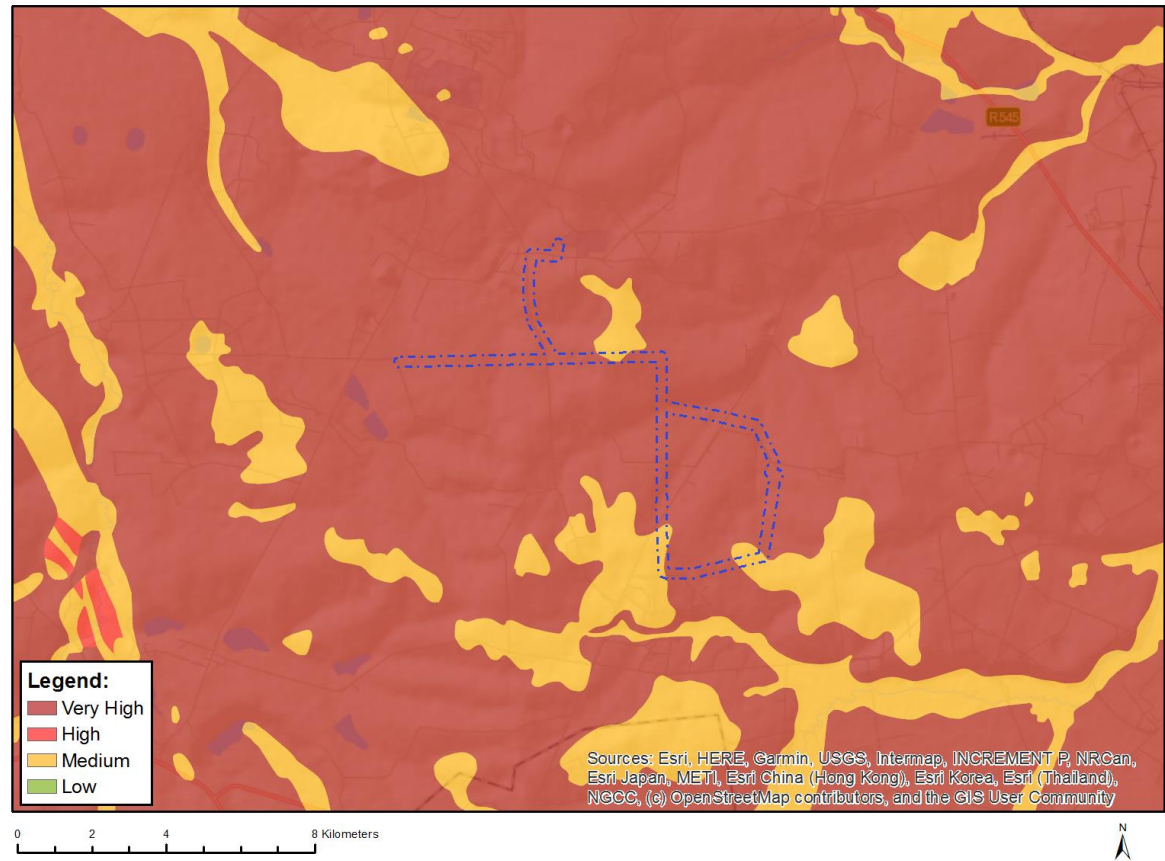 R545
Legend:
Very High
High
Medium
Low
Sources: Esri, HERE, Garmin, USGS, Intermap, INCREMENT P, NRCan,
Esri Japan, METI, Esri China (Hong Kong), Esri Korea, Esri (Thailand),
NGCC, (c) OpenStreetMap contributors, and the GIS User Community
0 2 4 8 Kilometers
N